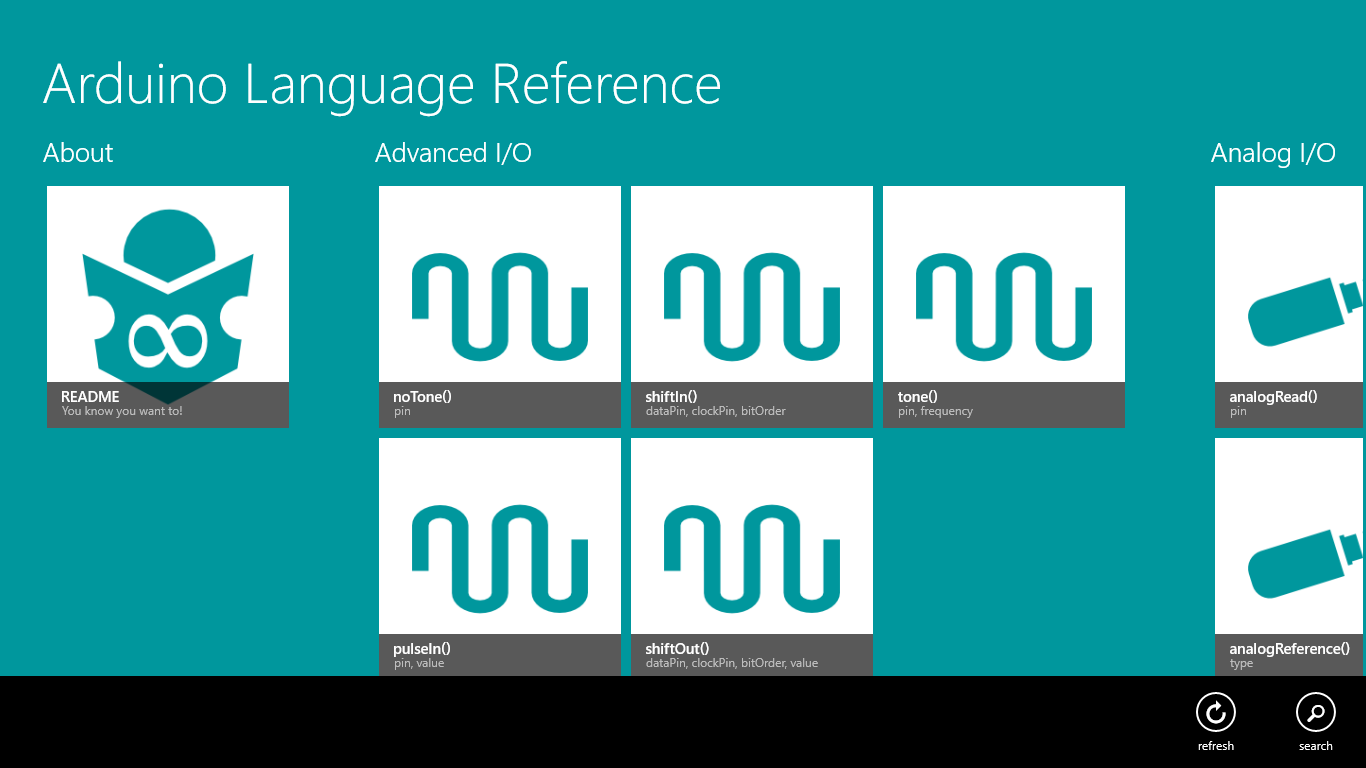 Arduino Language Reference
About
README
You know you want to!
Advanced I/O
noTone()
pin
shiftIn()
dataPin, clockPin, bitOrder
tone()
pin, frequency
pulseIn()
pin, value
shiftOut()
dataPin, clockPin, bitOrder, value
Analog I/O
analogRead()
pin
analogReference()
type
refresh
search